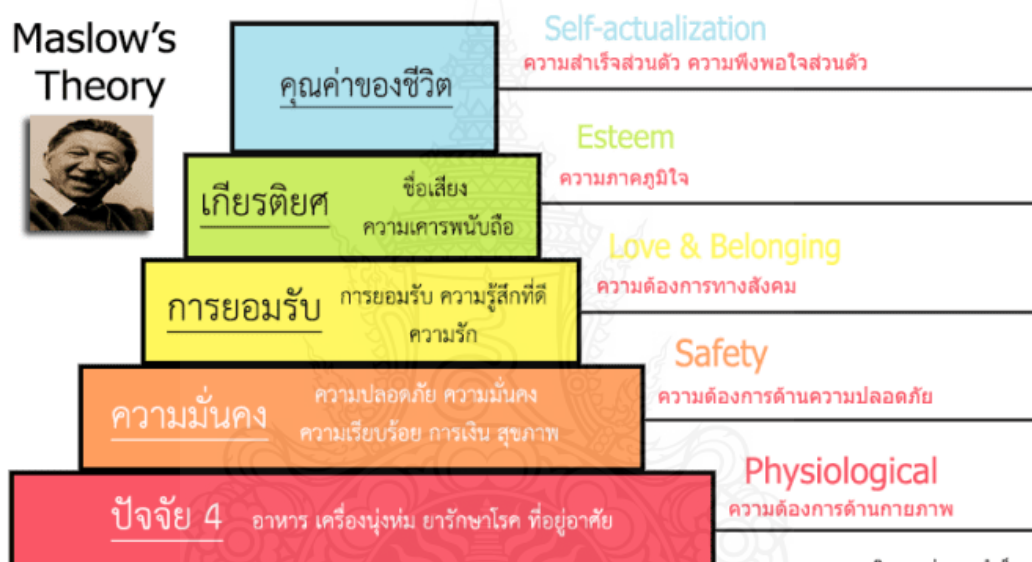 Maslow's
Theory
คุณค่าของชีวิต
Self-actualization
ความสำเร็จส่วนตัว ความพึงพอใจส่วนตัว
เกียรติยศ
ชื่อเสียง
ความเคารพนับถือ
Esteem
ความภาคภูมิใจ
การยอมรับ
การยอมรับ ความรู้สึกที่ดี
ความรัก
Love & Belonging
ความต้องการทางสังคม
ความมั่นคง
ความปลอดภัย ความมั่นคง
ความเรียบร้อย การเงิน สุขภาพ
Safety
ความต้องการด้านความปลอดภัย
ปัจจัย 4
อาหาร เครื่องนุ่งห่ม ยารักษาโรค ที่อยู่อาศัย
Physiological
ความต้องการด้านกายภาพ